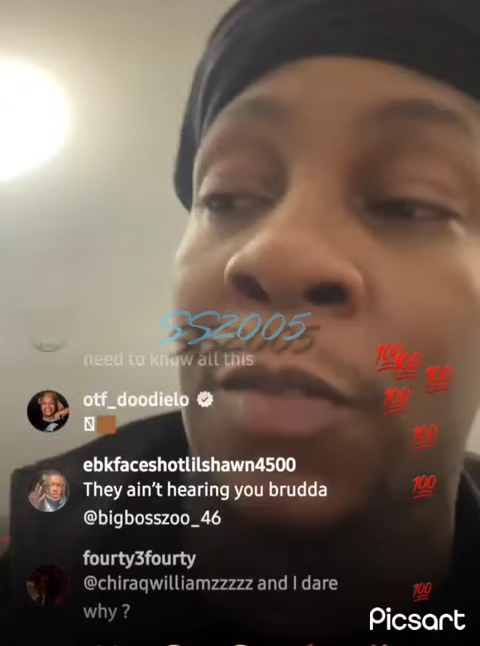 SS2005
need to know all this
otf_doodielo
ebkfaceshotlilshawn4500
They ain't hearing you brudda
@bigbosszoo_46
fourty3fourty
@chiraqwilliamzzzzz and I dare
why ?
Picsart